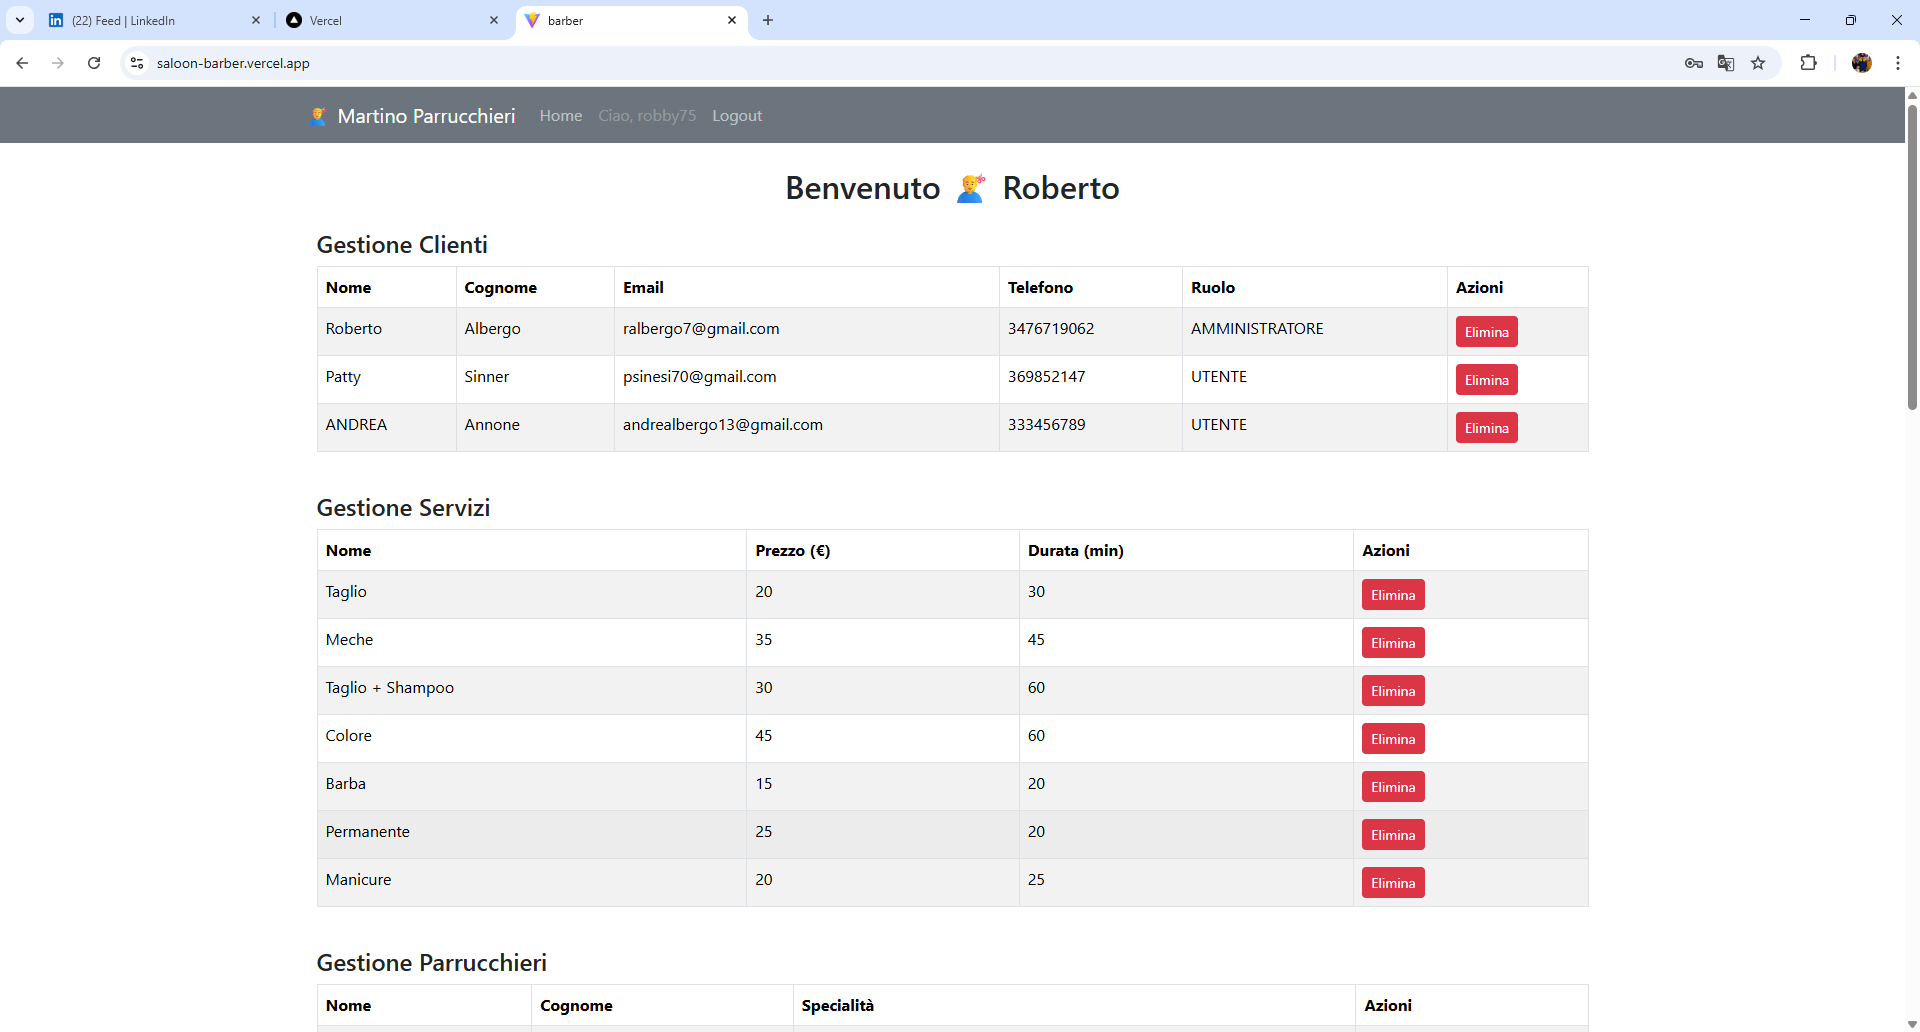 (22) Feed | LinkedIn
Vercel
barber
saloon-barber.vercel.app
Martino Parrucchieri Home Ciao, robby75 Logout
Benvenuto Roberto
Gestione Clienti
Nome Cognome Email Telefono Ruolo Azioni
Roberto Albergo ralbergo7@gmail.com 3476719062 AMMINISTRATORE Elimina
Patty Sinner psinesi70@gmail.com 369852147 UTENTE Elimina
ANDREA Annone andrealbergo13@gmail.com 333456789 UTENTE Elimina
Gestione Servizi
Nome Prezzo (€) Durata (min) Azioni
Taglio 20 30 Elimina
Meche 35 45 Elimina
Taglio + Shampoo 30 60 Elimina
Colore 45 60 Elimina
Barba 15 20 Elimina
Permanente 25 20 Elimina
Manicure 20 25 Elimina
Gestione Parrucchieri
Nome Cognome Specialità Azioni